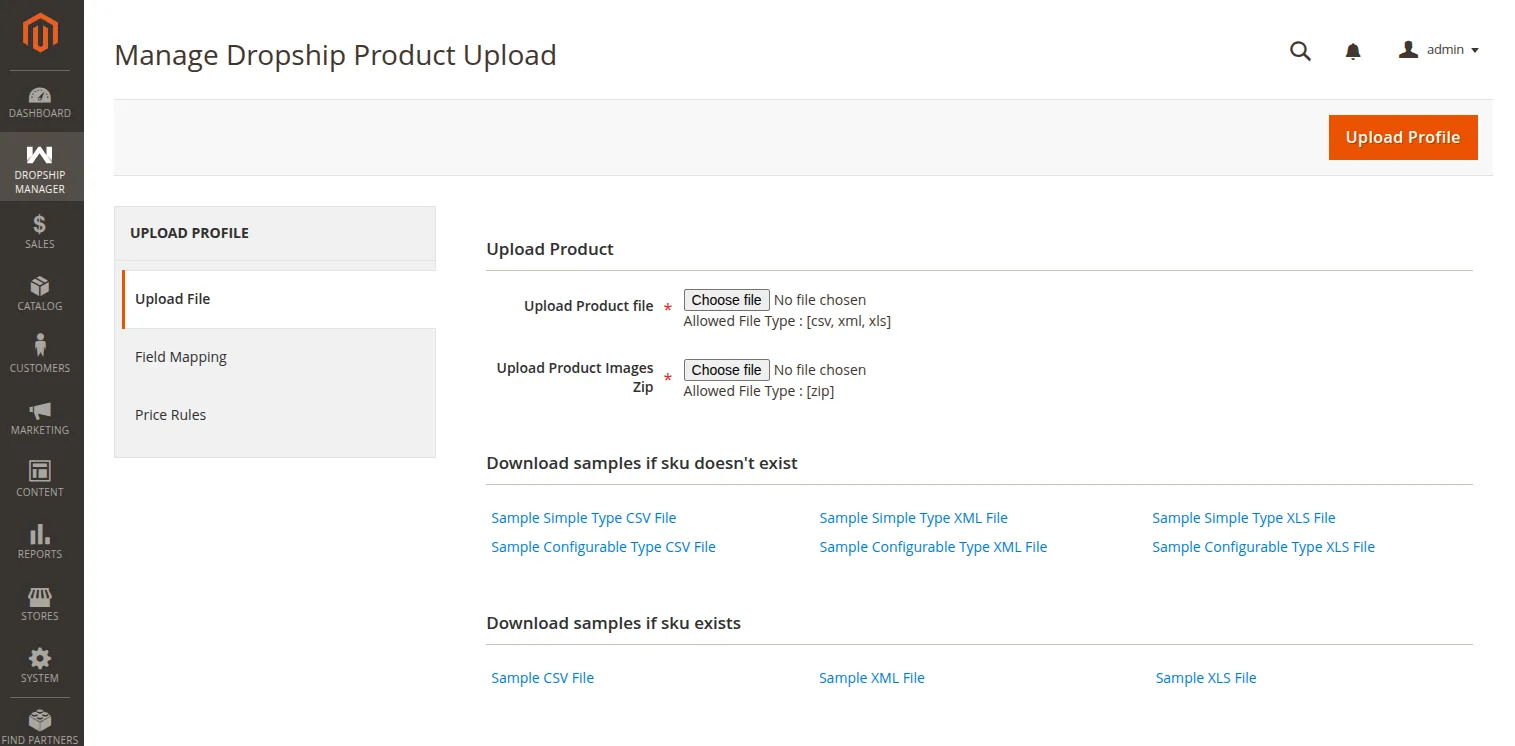 Manage Dropship Product Upload
admin
DASHBOARD
DROPSHIP
MANAGER
SALES
CATALOG
CUSTOMERS
MARKETING
CONTENT
REPORTS
STORES
SYSTEM
FIND PARTNERS
Upload Profile
UPLOAD PROFILE
Upload File
Field Mapping
Price Rules
Upload Product
Upload Product file * Choose file No file chosen
Allowed File Type : [csv, xml, xls]
Upload Product Images
Zip * Choose file No file chosen
Allowed File Type : [zip]
Download samples if sku doesn't exist
Sample Simple Type CSV File Sample Simple Type XML File Sample Simple Type XLS File
Sample Configurable Type CSV File Sample Configurable Type XML File Sample Configurable Type XLS File
Download samples if sku exists
Sample CSV File Sample XML File Sample XLS File